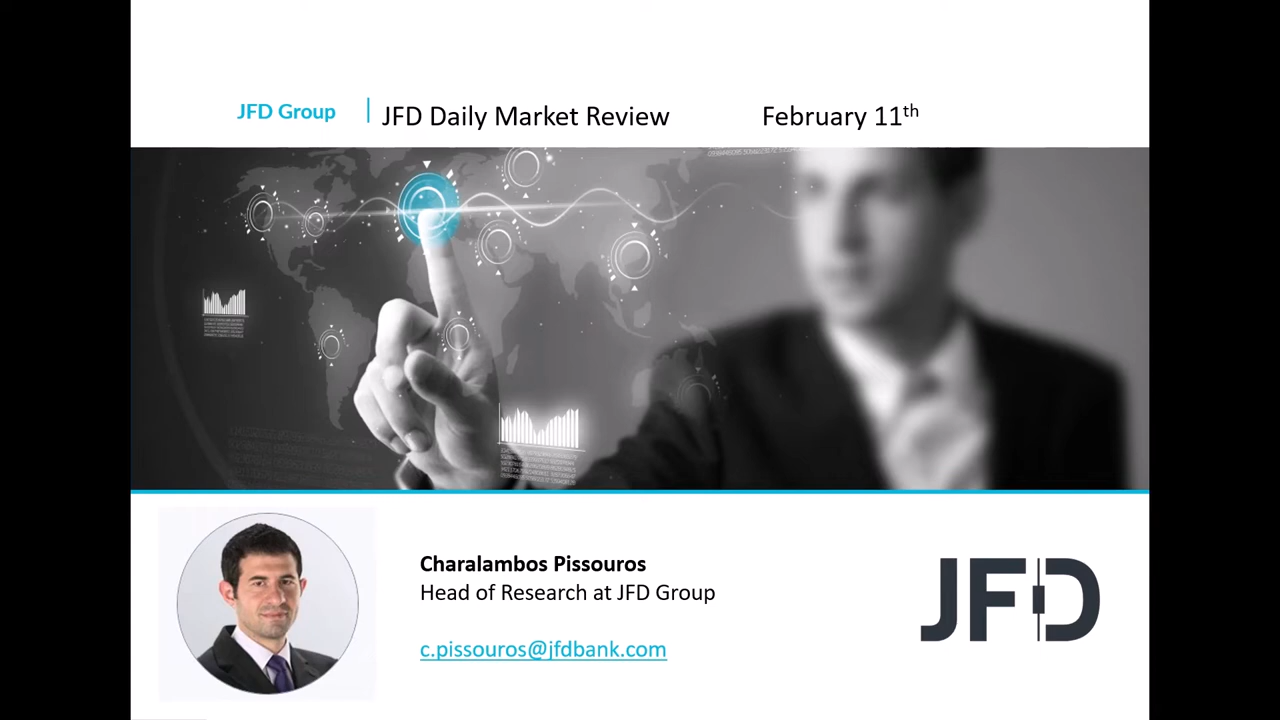 JFD Group
JFD Daily Market Review February 11th
Charalambos Pissouros
Head of Research at JFD Group
c.pissouros@jfdbank.com
JFD